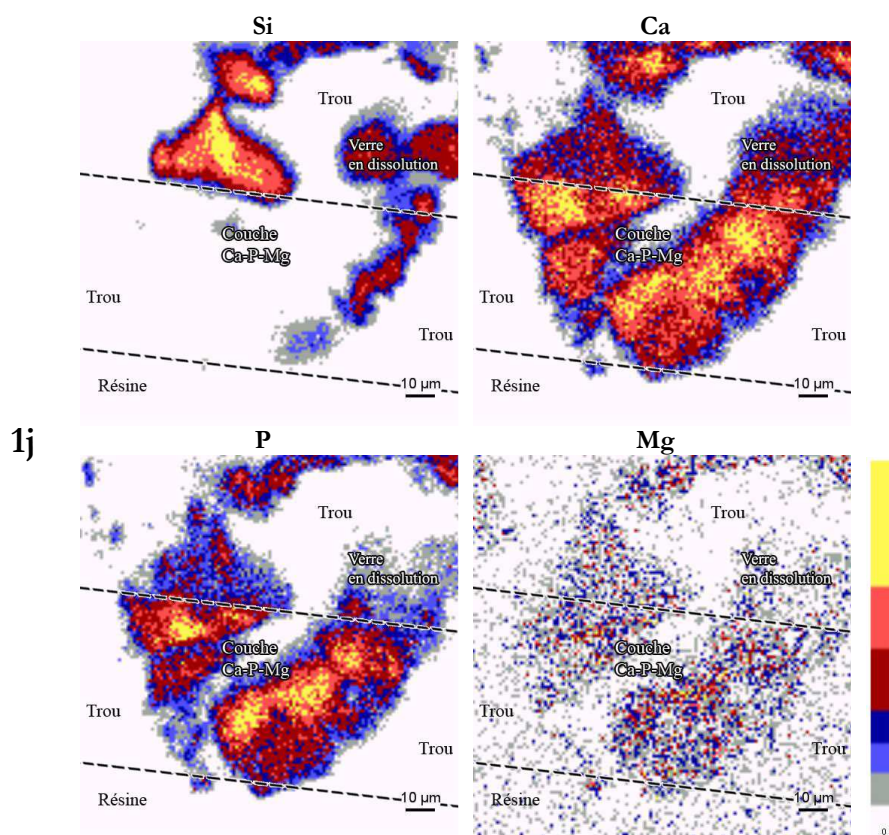 Si
Ca
Trou
Verre
en dissolution
Couche
Ca-P-Mg
Trou
Trou
Résine
10 µm
Trou
Verre
en dissolution
Couche
Ca-P-Mg
Trou
Trou
Résine
10 µm
1j
P
Mg
Trou
Verre
en dissolution
Couche
Ca-P-Mg
Trou
Trou
Résine
10 µm
Trou
Verre
en dissolution
Couche
Ca-P-Mg
Trou
Trou
Résine
10 µm
0